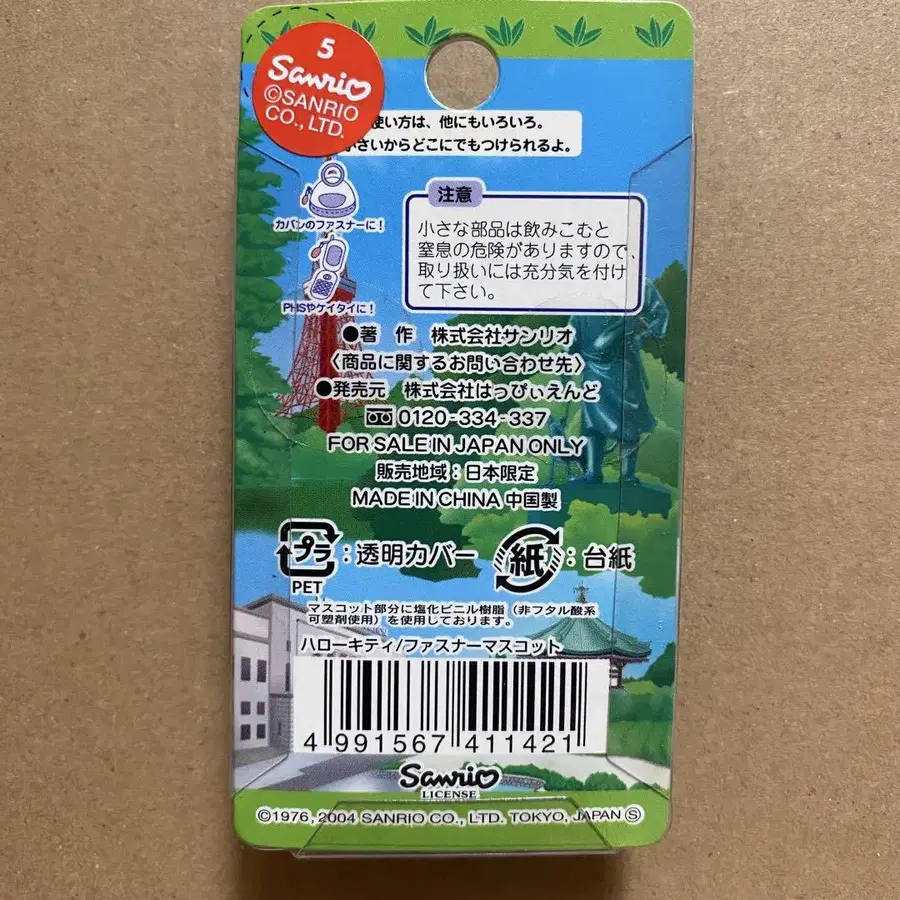 5
Sanrio
©SANRIO
CO., LTD.
使い方は、他にもいろいろ。
小さいからどこにでもつけられるよ。
カバンのファスナーに!
PHSやケイタイに!
注意
小さな部品は飲みこむと
窒息の危険がありますので、
取り扱いには充分気を付け
て下さい。
●著 作 株式会社サンリオ
〈商品に関するお問い合わせ先〉
●発売元 株式会社はっぴぃえんど
0120-334-337
FOR SALE IN JAPAN ONLY
販売地域:日本限定
MADE IN CHINA 中国製
プラ:透明カバー
PET
紙:台紙
マスコット部分に塩化ビニル樹脂(非フタル酸系
可塑剤使用)を使用しております。
ハローキティ/ファスナーマスコット
4 991567 411421
Sanrio
LICENSE
©1976, 2004 SANRIO CO., LTD. TOKYO, JAPAN Ⓢ